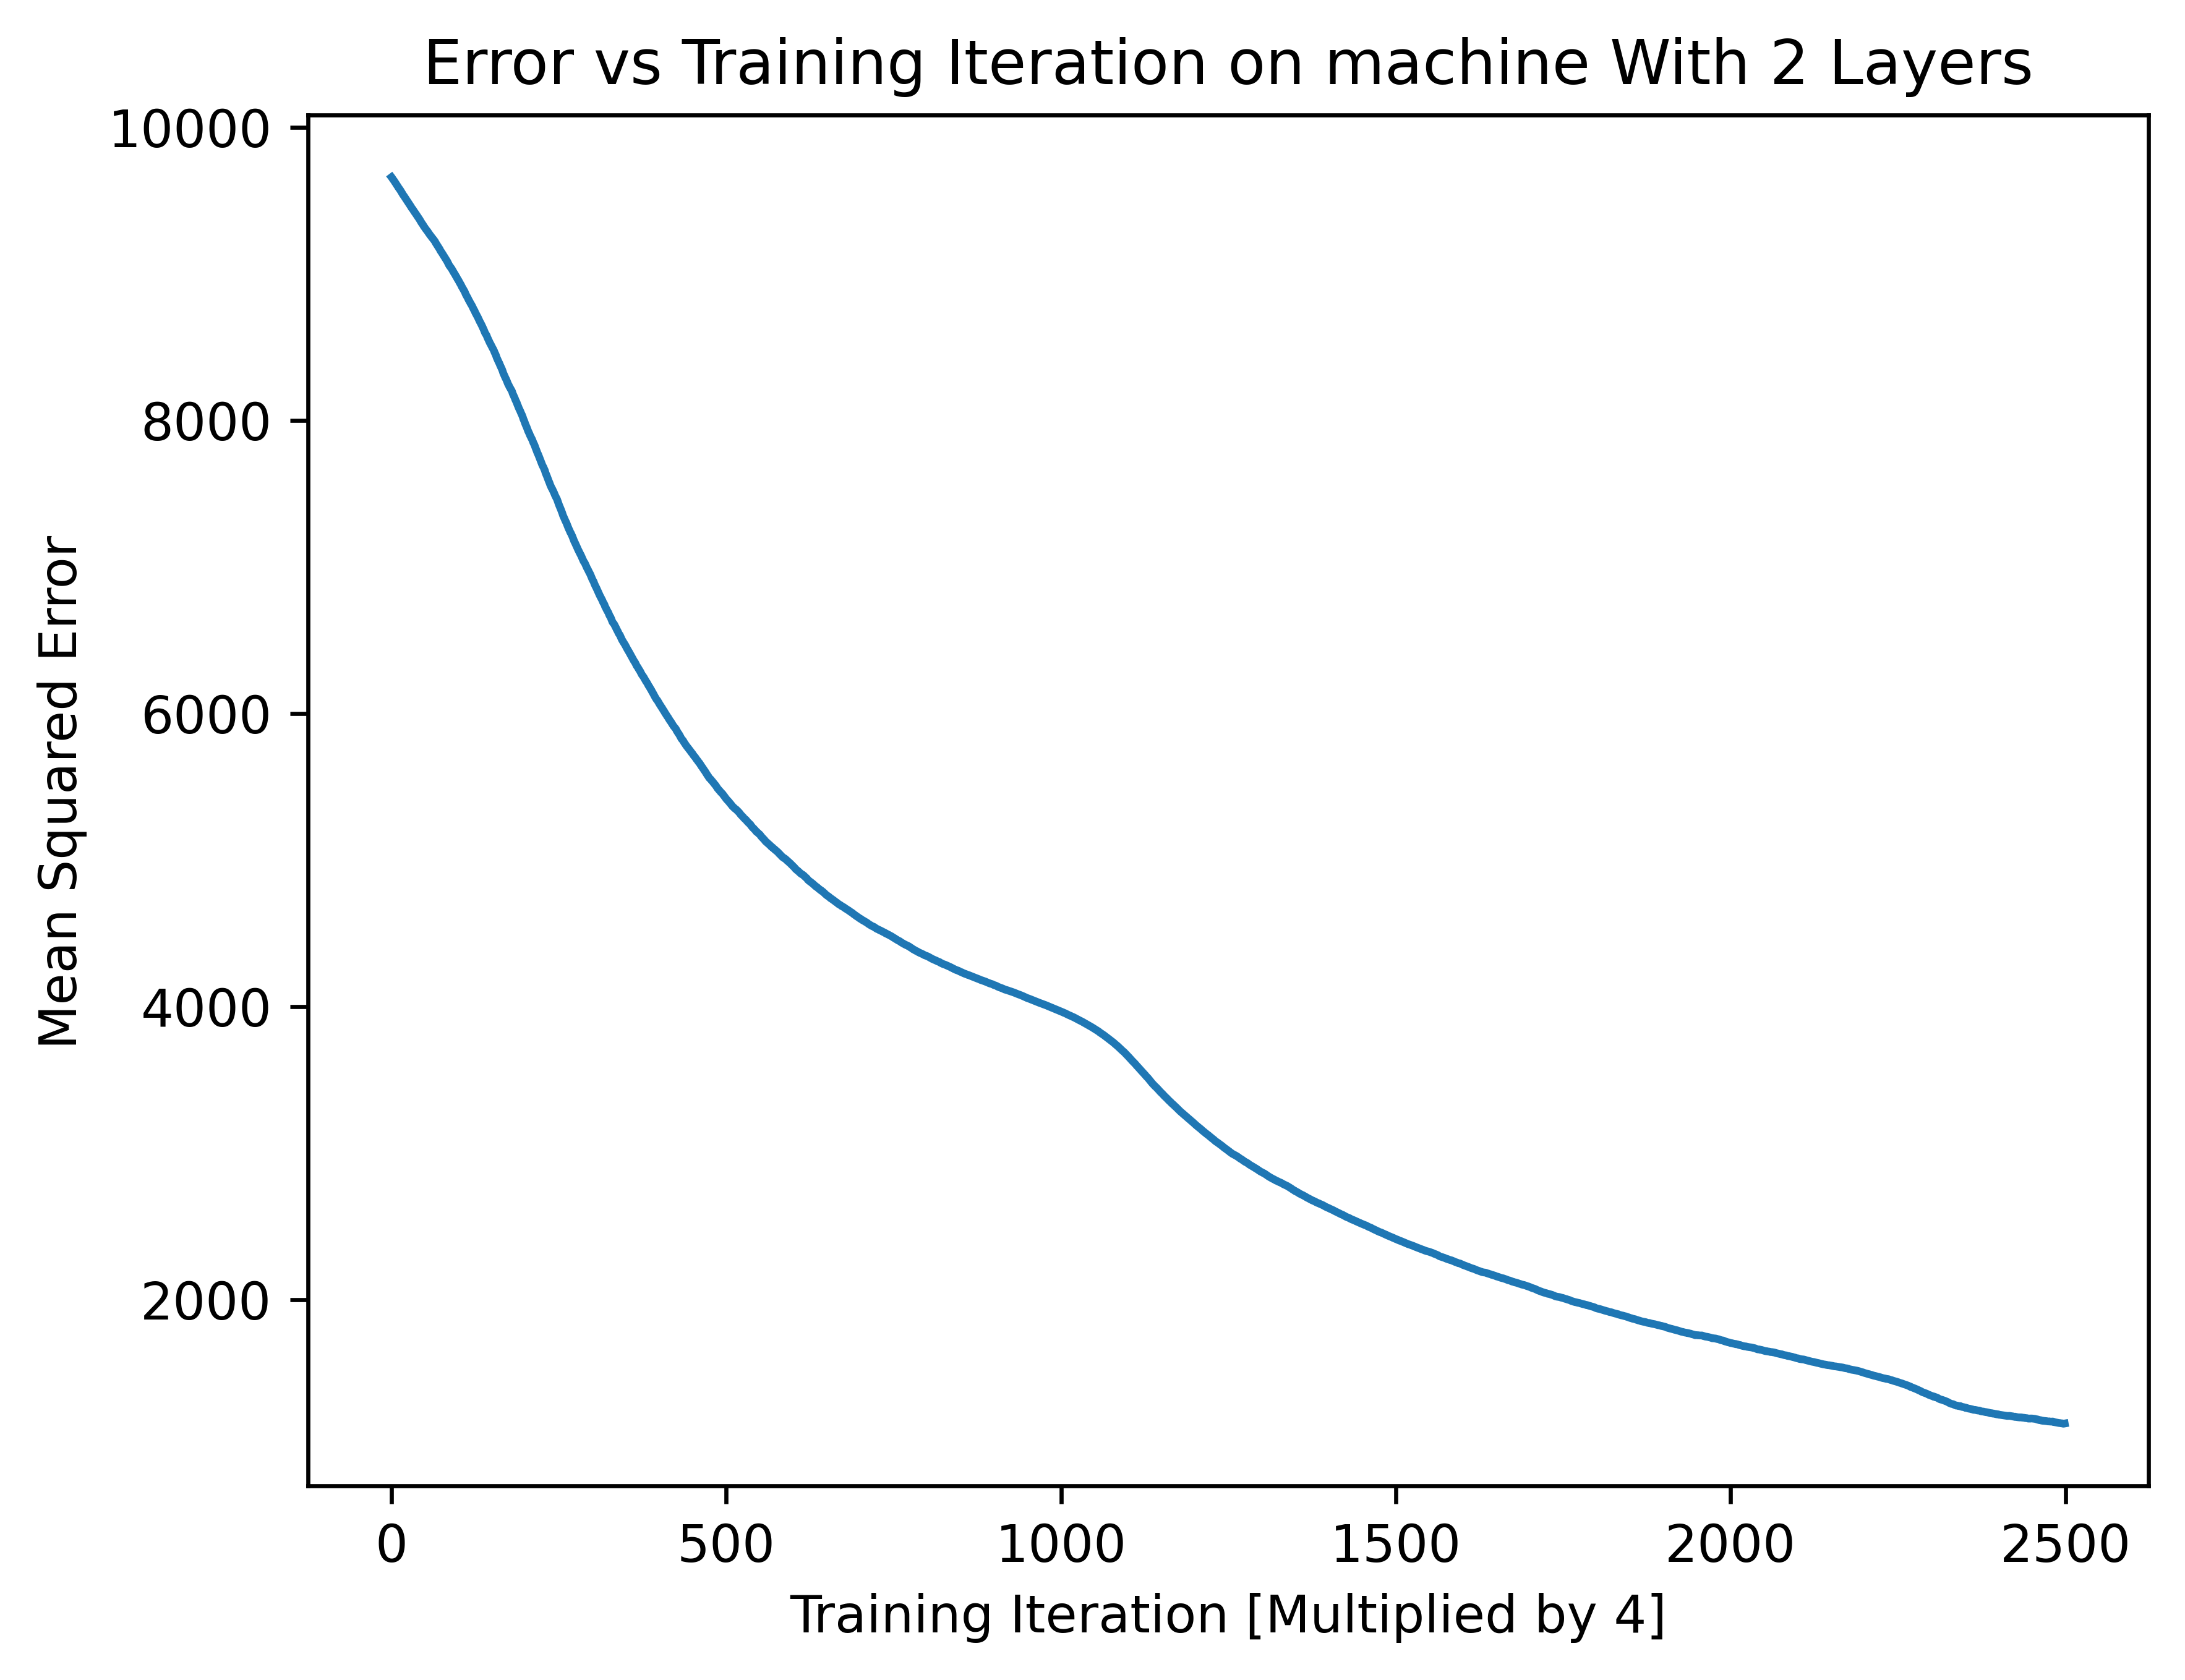 Error vs Training Iteration on machine With 2 Layers
10000
8000
6000
4000
2000
Mean Squared Error
0 500 1000 1500 2000 2500
Training Iteration [Multiplied by 4]